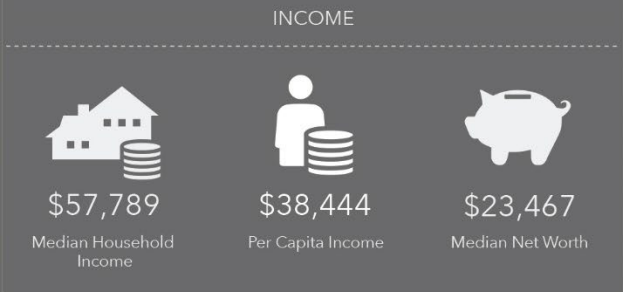 INCOME
$57,789
Median Household
Income
$38,444
Per Capita Income
$23,467
Median Net Worth